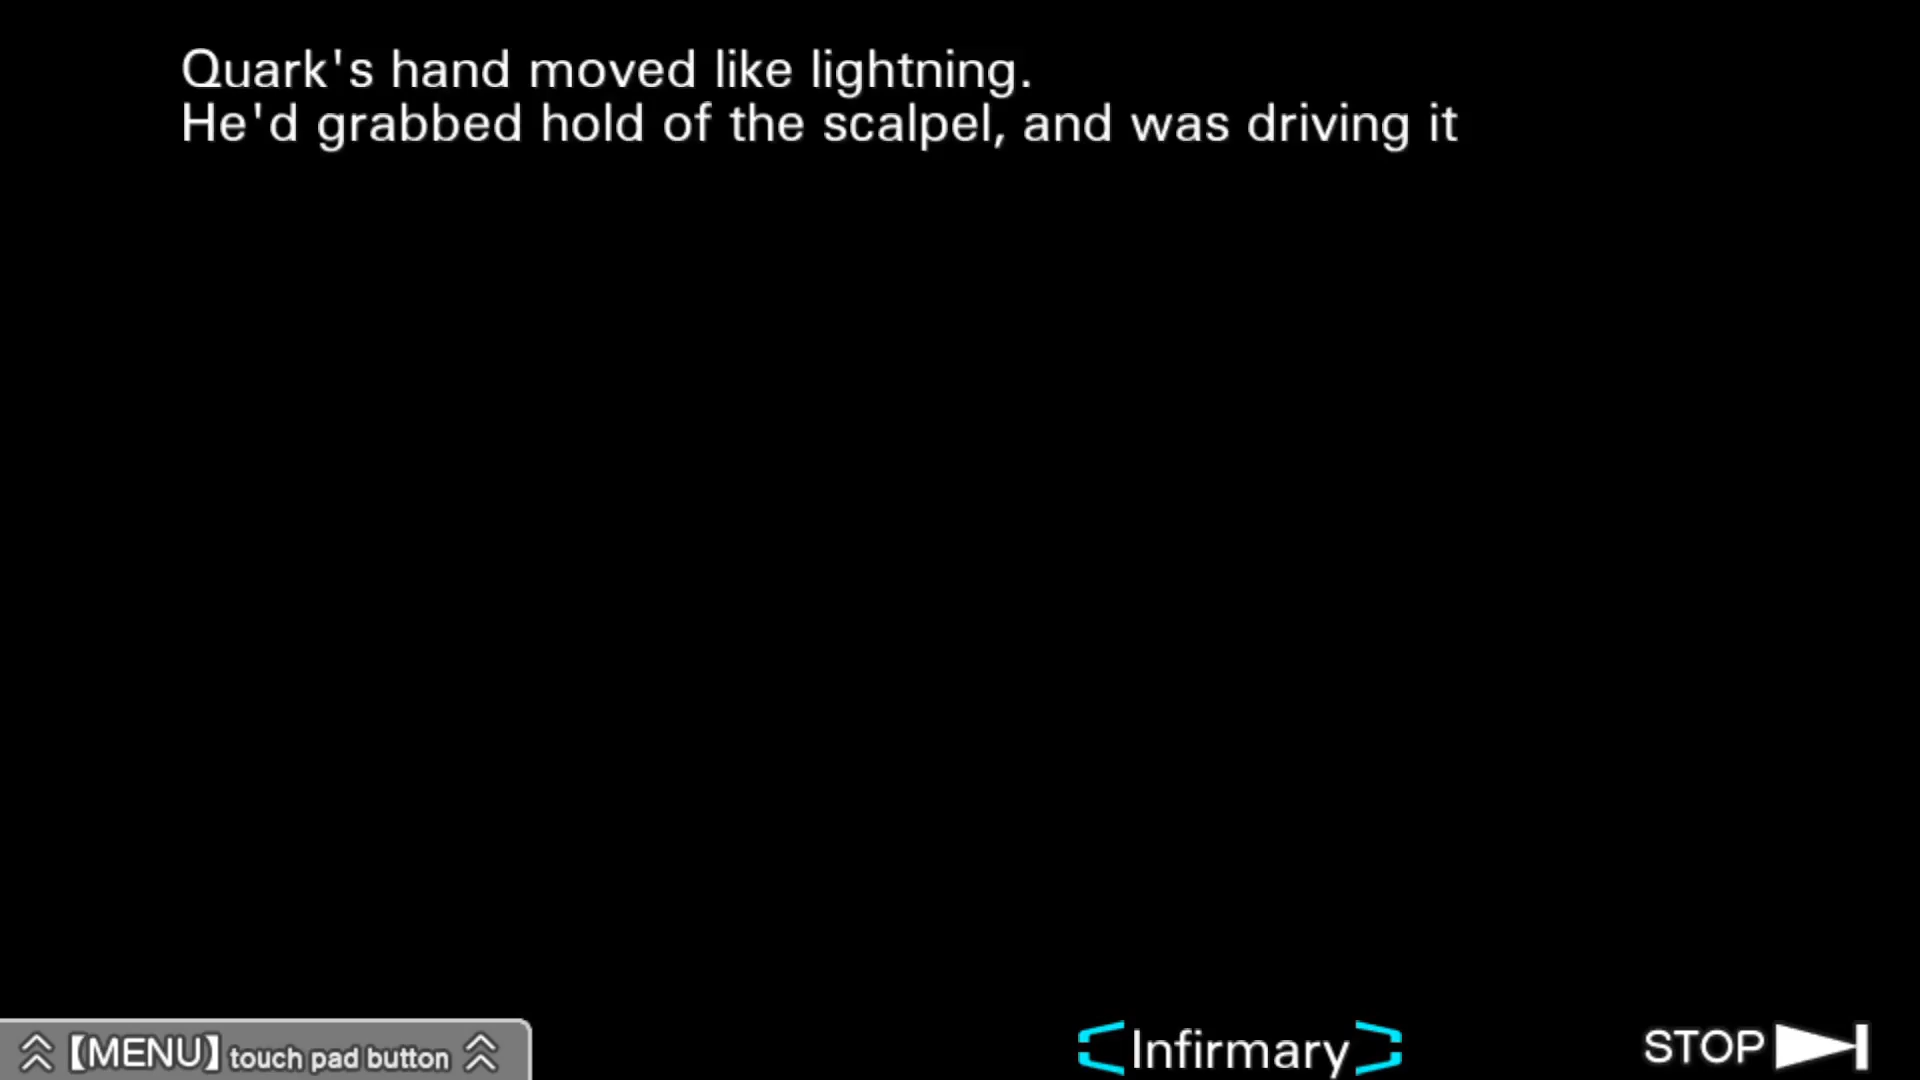 Quark's hand moved like lightning.
He'd grabbed hold of the scalpel, and was driving it
【MENU】touch pad button
Infirmary
STOP